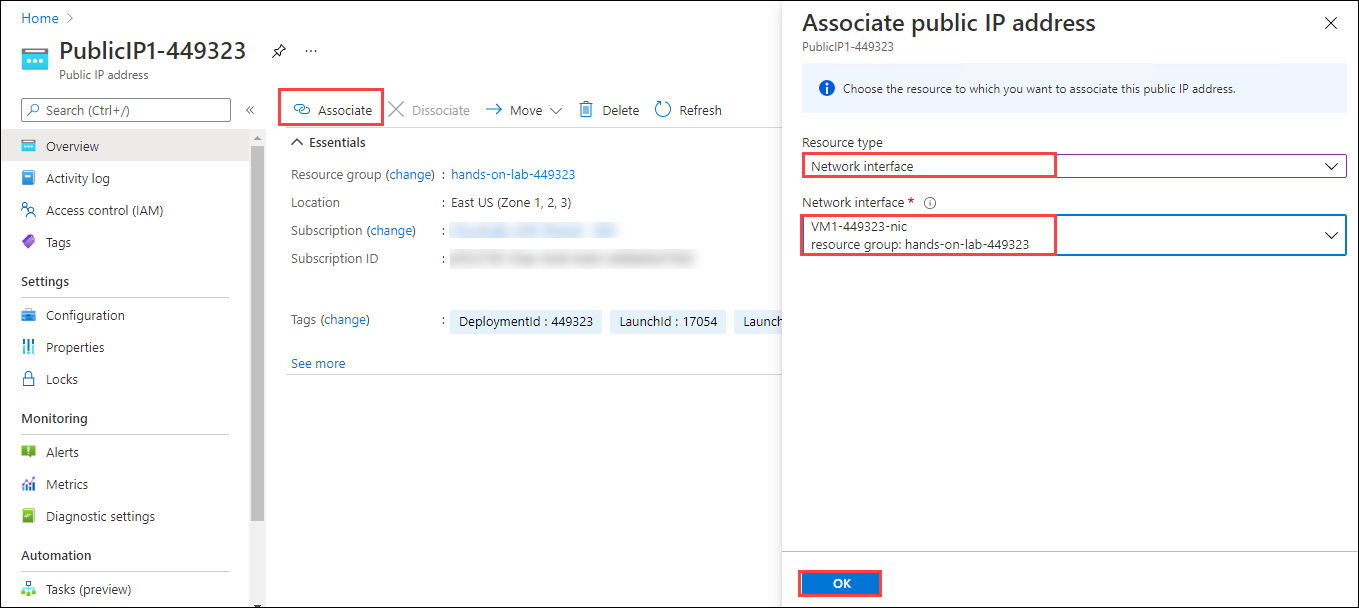 Home
PublicIP1-449323
Public IP address
Search (Ctrl+/)
Overview
Activity log
Access control (IAM)
Tags
Settings
Configuration
Properties
Locks
Monitoring
Alerts
Metrics
Diagnostic settings
Automation
Tasks (preview)
Associate Dissociate Move Delete Refresh
Essentials
Resource group (change) : hands-on-lab-449323
Location : East US (Zone 1, 2, 3)
Subscription (change) :
Subscription ID :
Tags (change) : DeploymentId : 449323 LaunchId : 17054 Launch
See more
Associate public IP address
PublicIP1-449323
Choose the resource to which you want to associate this public IP address.
Resource type
Network interface
Network interface *
VM1-449323-nic
resource group: hands-on-lab-449323
OK